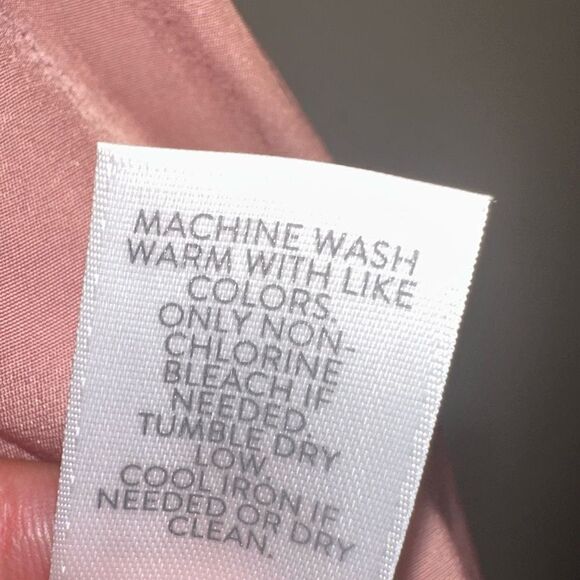 MACHINE WASH
WARM WITH LIKE
COLORS.
ONLY NON-
CHLORINE
BLEACH IF
NEEDED.
TUMBLE DRY
LOW.
COOL IRON IF
NEEDED OR DRY
CLEAN.